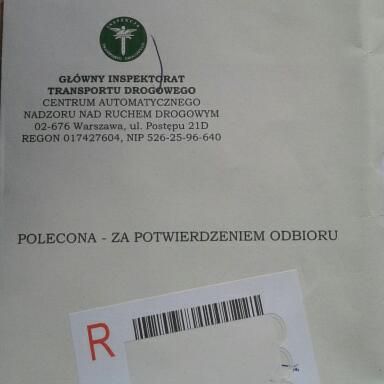 GŁÓWNY INSPEKTORAT
TRANSPORTU DROGOWEGO
CENTRUM AUTOMATYCZNEGO
NADZORU NAD RUCHEM DROGOWYM
02-676 Warszawa, ul. Postępu 21D
REGON 017427604, NIP 526-25-96-640
POLECONA - ZA POTWIERDZENIEM ODBIORU
R